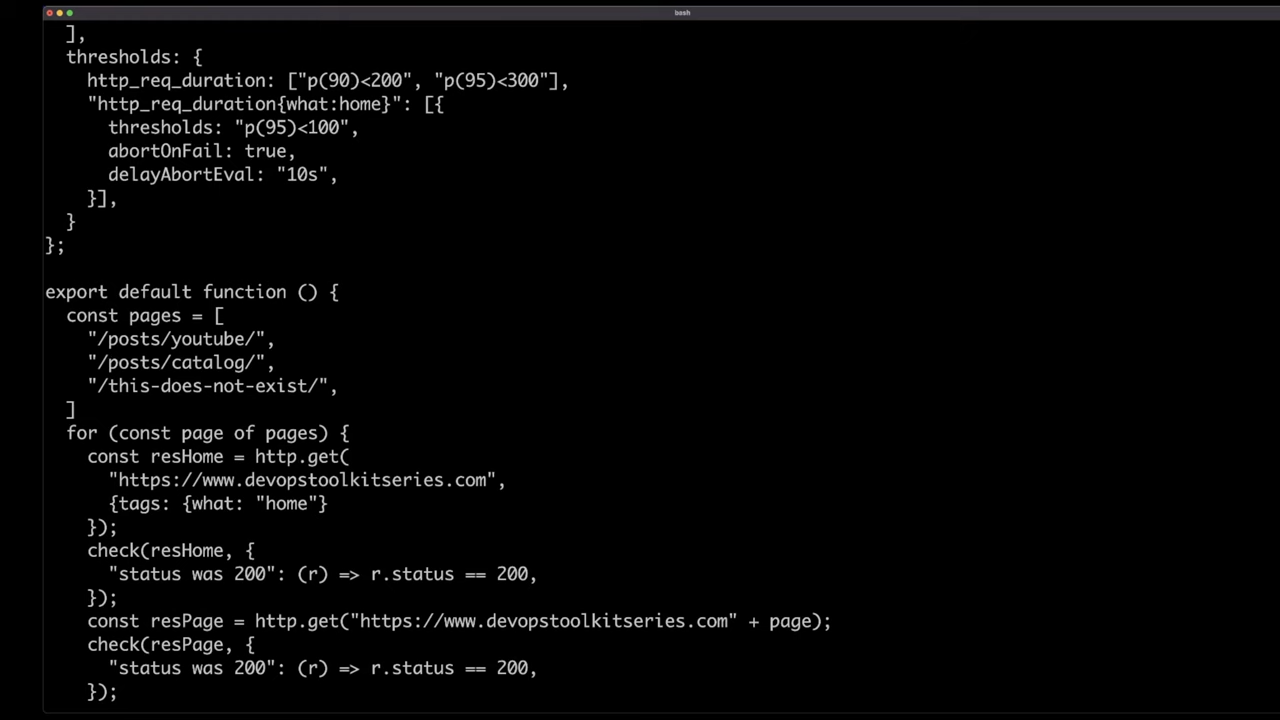 bash
],
thresholds: {
http_req_duration: ["p(90)<200", "p(95)<300"],
"http_req_duration{what:home}": [{
thresholds: "p(95)<100",
abortOnFail: true,
delayAbortEval: "10s",
}],
}
};
export default function () {
const pages = [
"/posts/youtube/",
"/posts/catalog/",
"/this-does-not-exist/",
]
for (const page of pages) {
const resHome = http.get(
"https://www.devopstoolkitseries.com",
{tags: {what: "home"}
});
check(resHome, {
"status was 200": (r) => r.status == 200,
});
const resPage = http.get("https://www.devopstoolkitseries.com" + page);
check(resPage, {
"status was 200": (r) => r.status == 200,
});